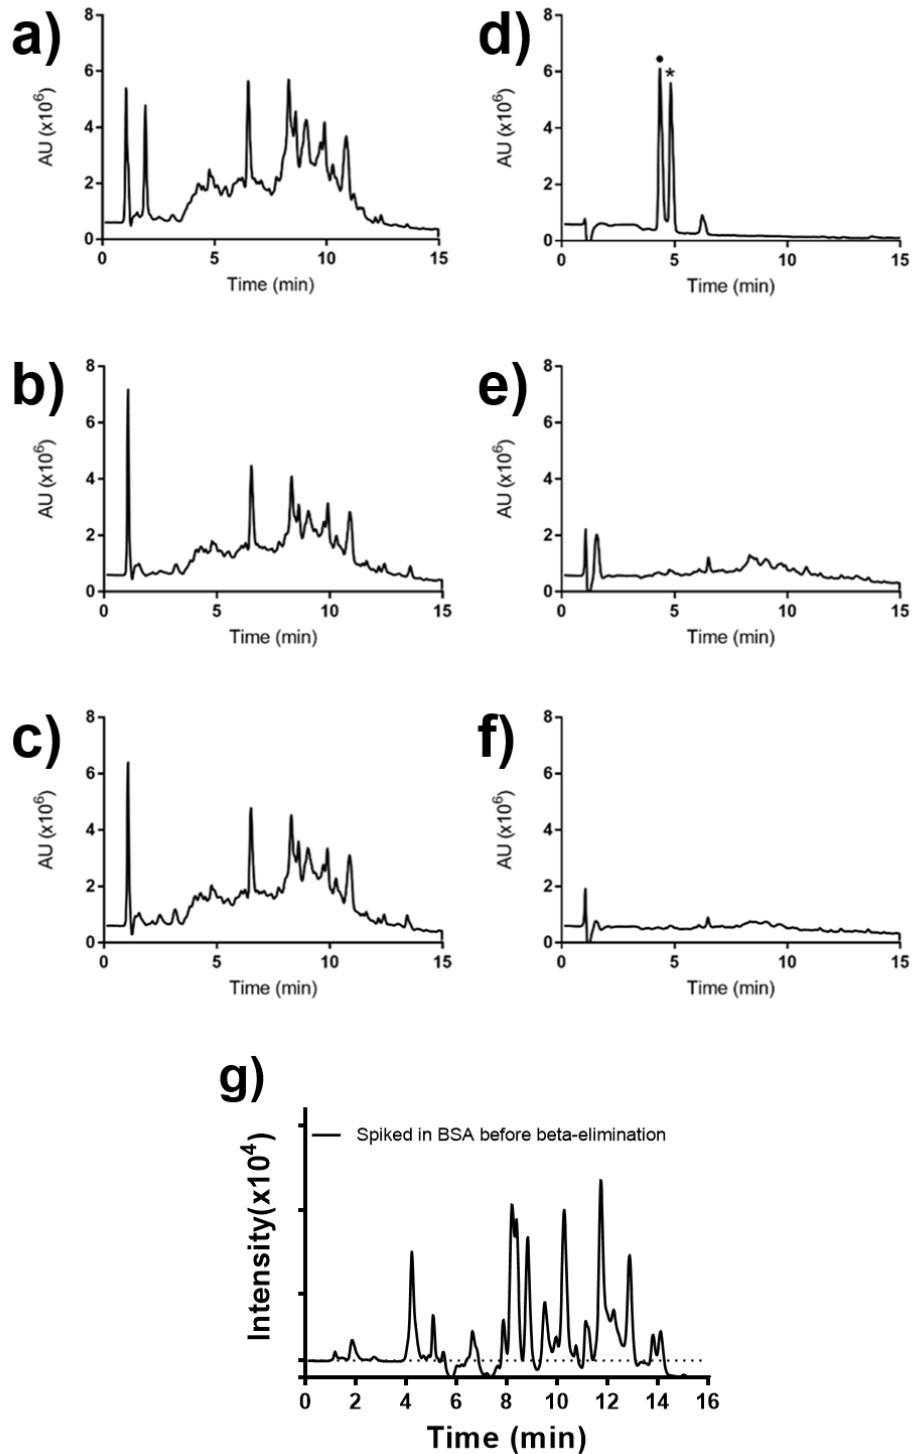 a)
8
6
4
2
0
AU (x10⁶)
0 5 10 15
Time (min)
d)
8
6
4
2
0
AU (x10⁶)
• *
0 5 10 15
Time (min)
b)
8
6
4
2
0
AU (x10⁶)
0 5 10 15
Time (min)
e)
8
6
4
2
0
AU (x10⁶)
0 5 10 15
Time (min)
c)
8
6
4
2
0
AU (x10⁶)
0 5 10 15
Time (min)
f)
8
6
4
2
0
AU (x10⁶)
0 5 10 15
Time (min)
g)
Spiked in BSA before beta-elimination
Intensity(x10⁴)
0 2 4 6 8 10 12 14 16
Time (min)